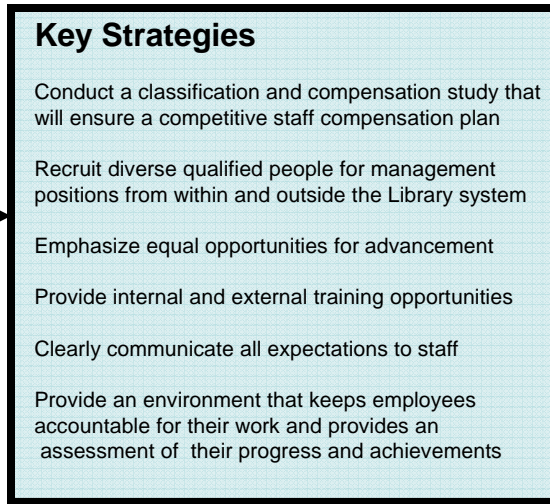 Key Strategies
Conduct a classification and compensation study that
will ensure a competitive staff compensation plan
Recruit diverse qualified people for management
positions from within and outside the Library system
Emphasize equal opportunities for advancement
Provide internal and external training opportunities
Clearly communicate all expectations to staff
Provide an environment that keeps employees
accountable for their work and provides an
assessment of their progress and achievements